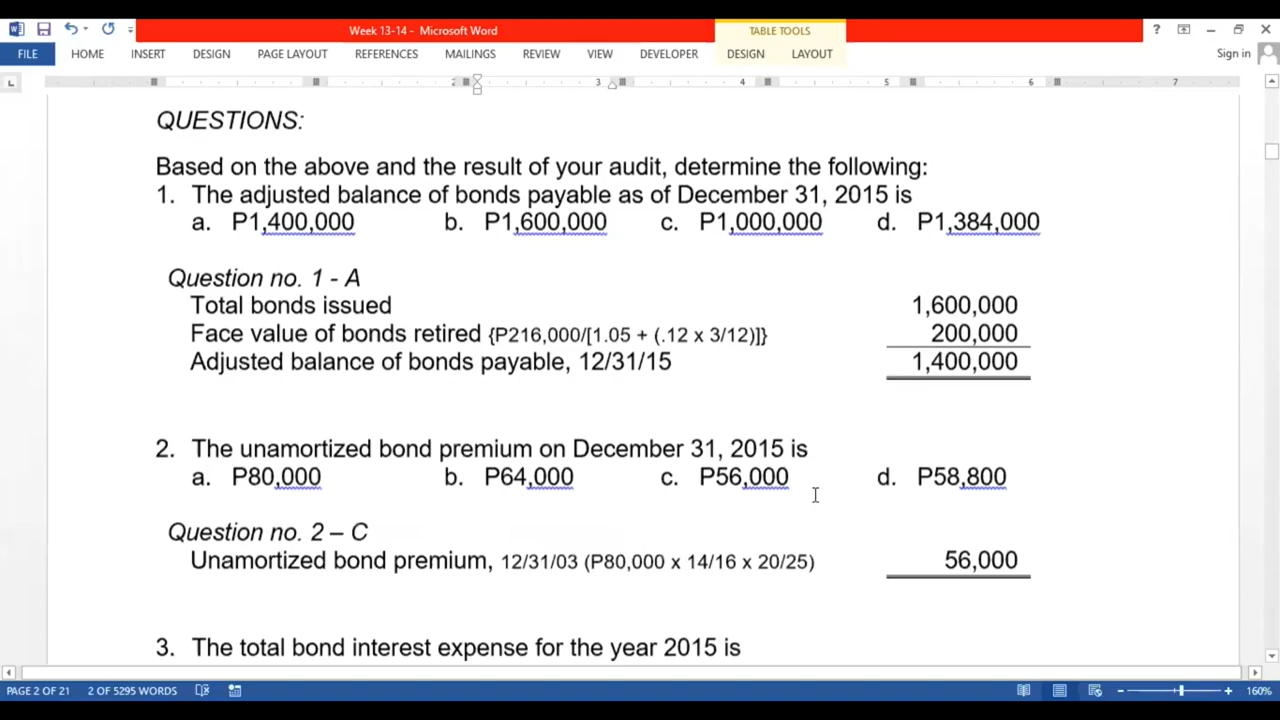 Week 13-14 - Microsoft Word
TABLE TOOLS
?
FILE HOME INSERT DESIGN PAGE LAYOUT REFERENCES MAILINGS REVIEW VIEW DEVELOPER DESIGN LAYOUT Sign in
2 3 4 5 6 7
QUESTIONS:
Based on the above and the result of your audit, determine the following:
1. The adjusted balance of bonds payable as of December 31, 2015 is
a. P1,400,000 b. P1,600,000 c. P1,000,000 d. P1,384,000
Question no. 1 - A
Total bonds issued 1,600,000
Face value of bonds retired {P216,000/[1.05 + (.12 x 3/12)]} 200,000
Adjusted balance of bonds payable, 12/31/15 1,400,000
2. The unamortized bond premium on December 31, 2015 is
a. P80,000 b. P64,000 c. P56,000 d. P58,800
Question no. 2 – C
Unamortized bond premium, 12/31/03 (P80,000 x 14/16 x 20/25) 56,000
3. The total bond interest expense for the year 2015 is
PAGE 2 OF 21 2 OF 5295 WORDS 160%